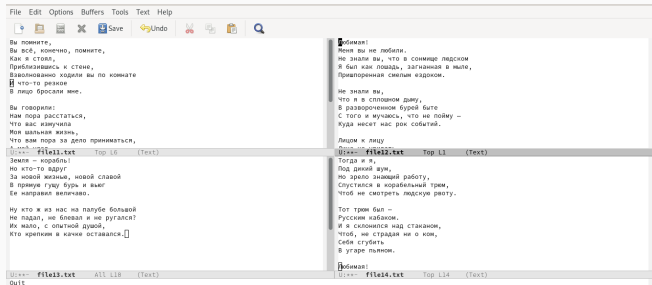 File Edit Options Buffers Tools Text Help
Save Undo
Вы помните,
Вы всё, конечно, помните,
Как я стоял,
Приблизившись к стене,
Взволнованно ходили вы по комнате
И что-то резкое
В лицо бросали мне.
Вы говорили:
Нам пора расстаться,
Что вас измучила
Моя шальная жизнь,
Что вам пора за дело приниматься,
U:**- file11.txt Top L6 (Text)
Любимая!
Меня вы не любили.
Не знали вы, что в сонмище людском
Я был как лошадь, загнанная в мыле,
Пришпоренная смелым ездоком.
Не знали вы,
Что я в сплошном дыму,
В развороченном бурей быте
С того и мучаюсь, что не пойму —
Куда несет нас рок событий.
Лицом к лицу
U:**- file12.txt Top L1 (Text)
Земля — корабль!
Но кто-то вдруг
За новой жизнью, новой славой
В прямую гущу бурь и вьюг
Ее направил величаво.
Ну кто ж из нас на палубе большой
Не падал, не блевал и не ругался?
Их мало, с опытной душой,
Кто крепким в качке оставался.
U:**- file13.txt All L10 (Text)
Тогда и я,
Под дикий шум,
Но зрело знающий работу,
Спустился в корабельный трюм,
Чтоб не смотреть людскую рвоту.
Тот трюм был —
Русским кабаком.
И я склонился над стаканом,
Чтоб, не страдая ни о ком,
Себя сгубить
В угаре пьяном.
Любимая!
U:**- file14.txt Top L14 (Text)
Quit